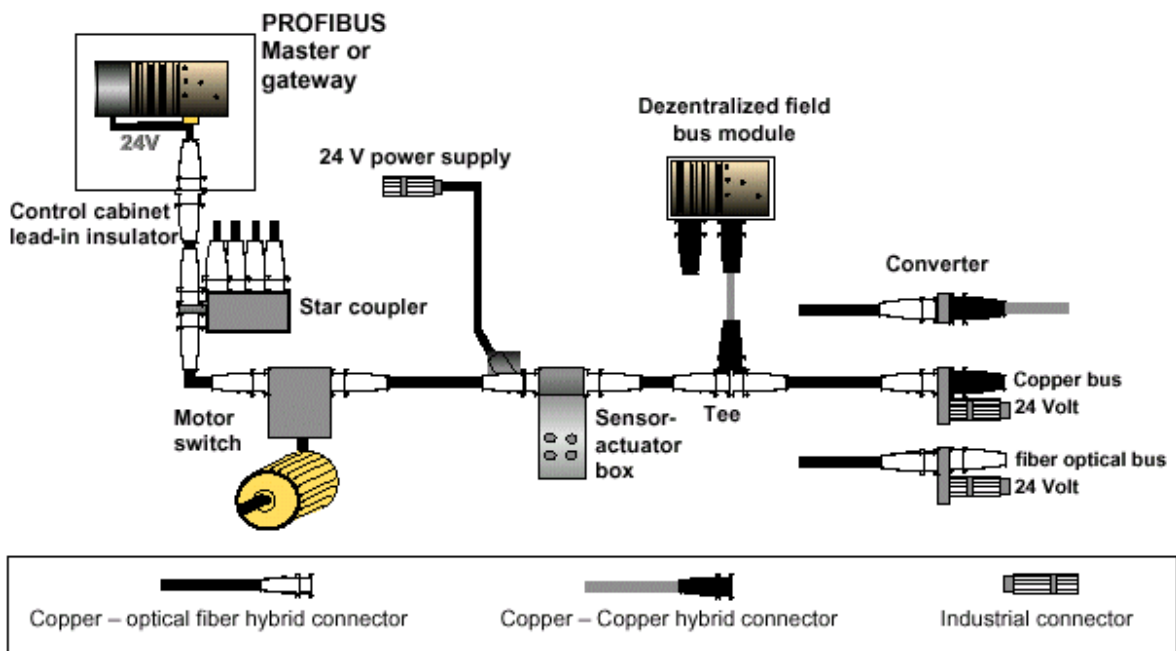 PROFIBUS
Master or
gateway
24V
Control cabinet
lead-in insulator
Star coupler
24 V power supply
Dezentralized field
bus module
Converter
Motor
switch
Sensor-
actuator
box
Tee
Copper bus
24 Volt
fiber optical bus
24 Volt
Copper – optical fiber hybrid connector
Copper – Copper hybrid connector
Industrial connector